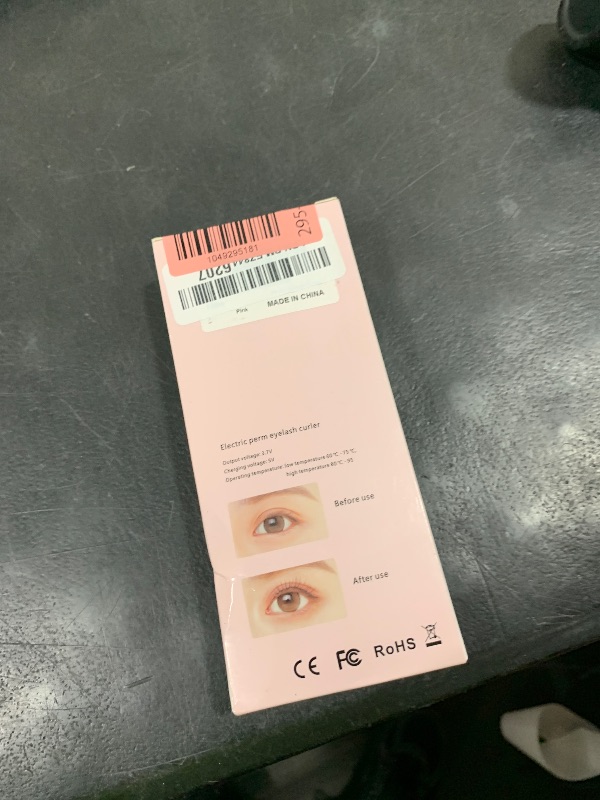 295
1049295181
Pink MADE IN CHINA
Electric perm eyelash curler
Output voltage: 3.7V
Charging voltage: 5V
Operating temperature: low temperature 60℃-75℃,
high temperature 80℃-95
Before use
After use
CE FC RoHS